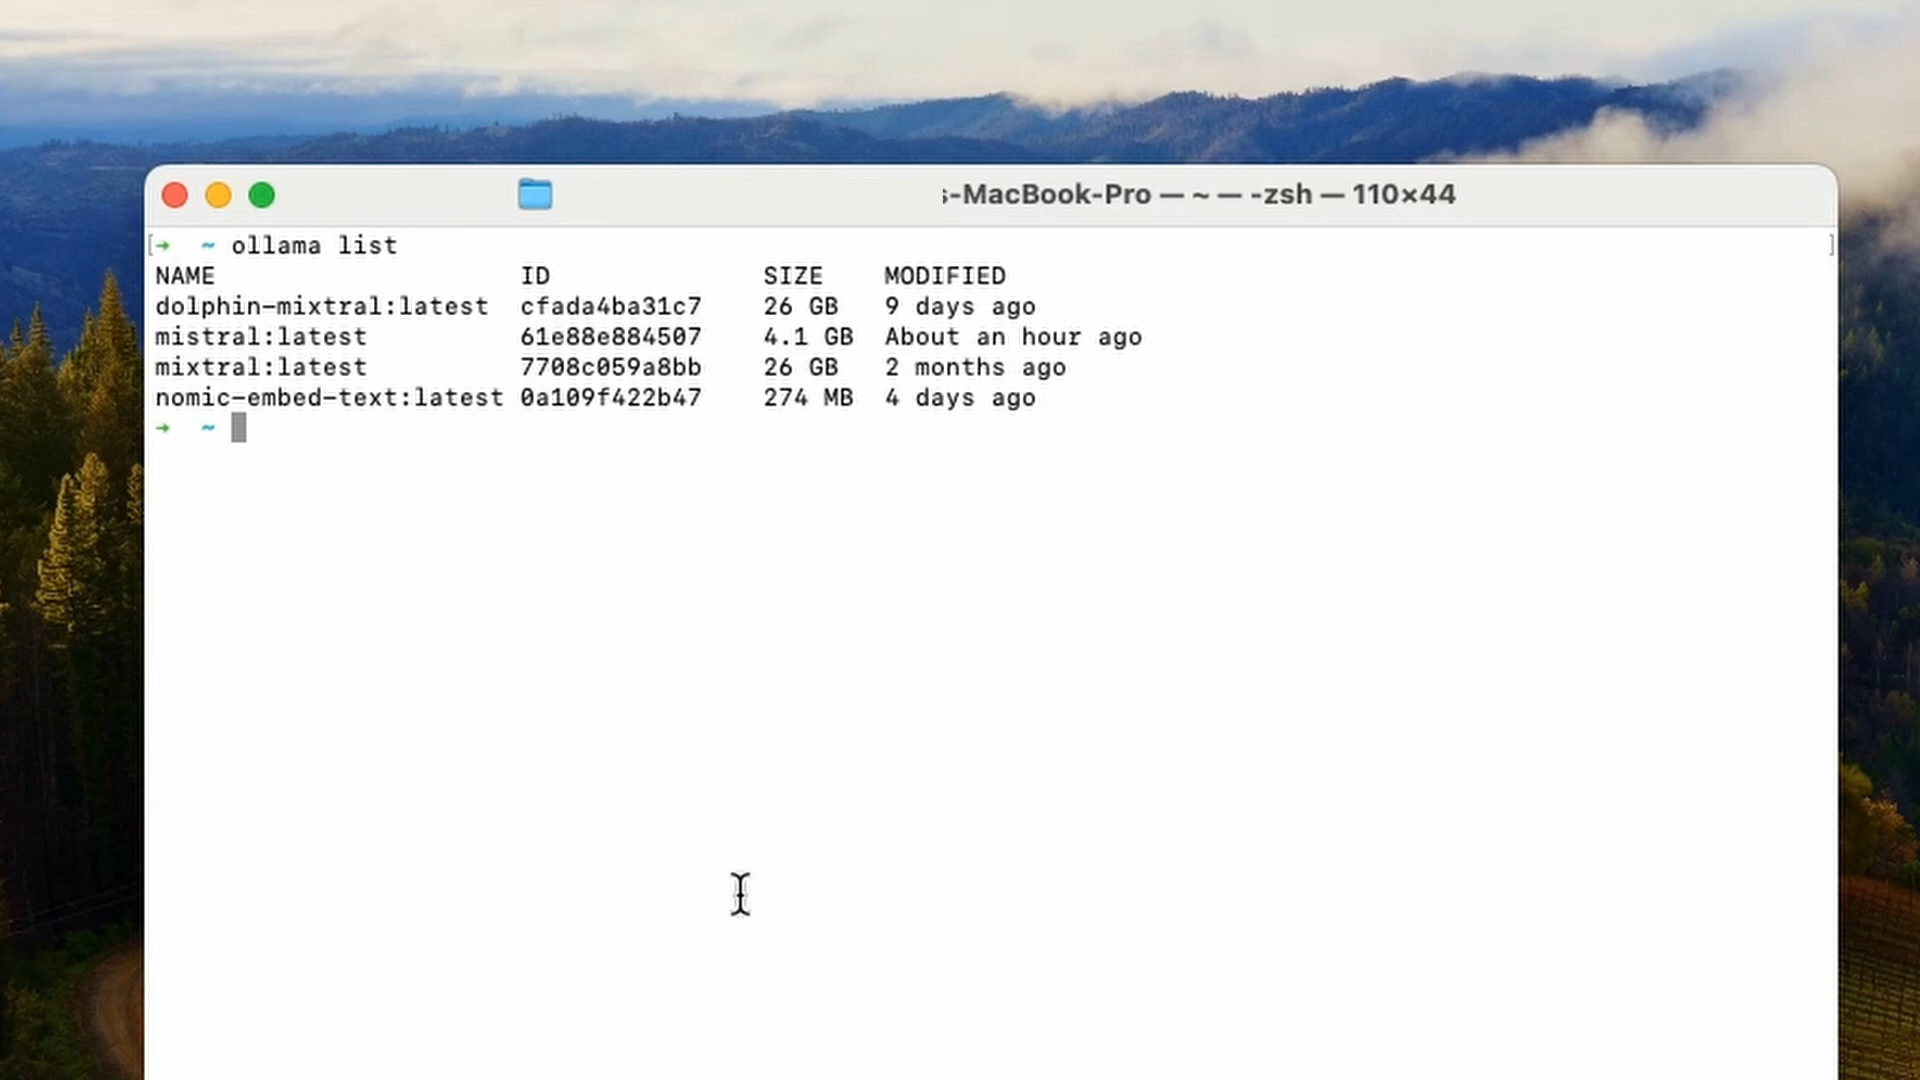 s-MacBook-Pro — ~ — -zsh — 110×44
[→ ~ ollama list ]
NAME ID SIZE MODIFIED
dolphin-mixtral:latest cfada4ba31c7 26 GB 9 days ago
mistral:latest 61e88e884507 4.1 GB About an hour ago
mixtral:latest 7708c059a8bb 26 GB 2 months ago
nomic-embed-text:latest 0a109f422b47 274 MB 4 days ago
→ ~